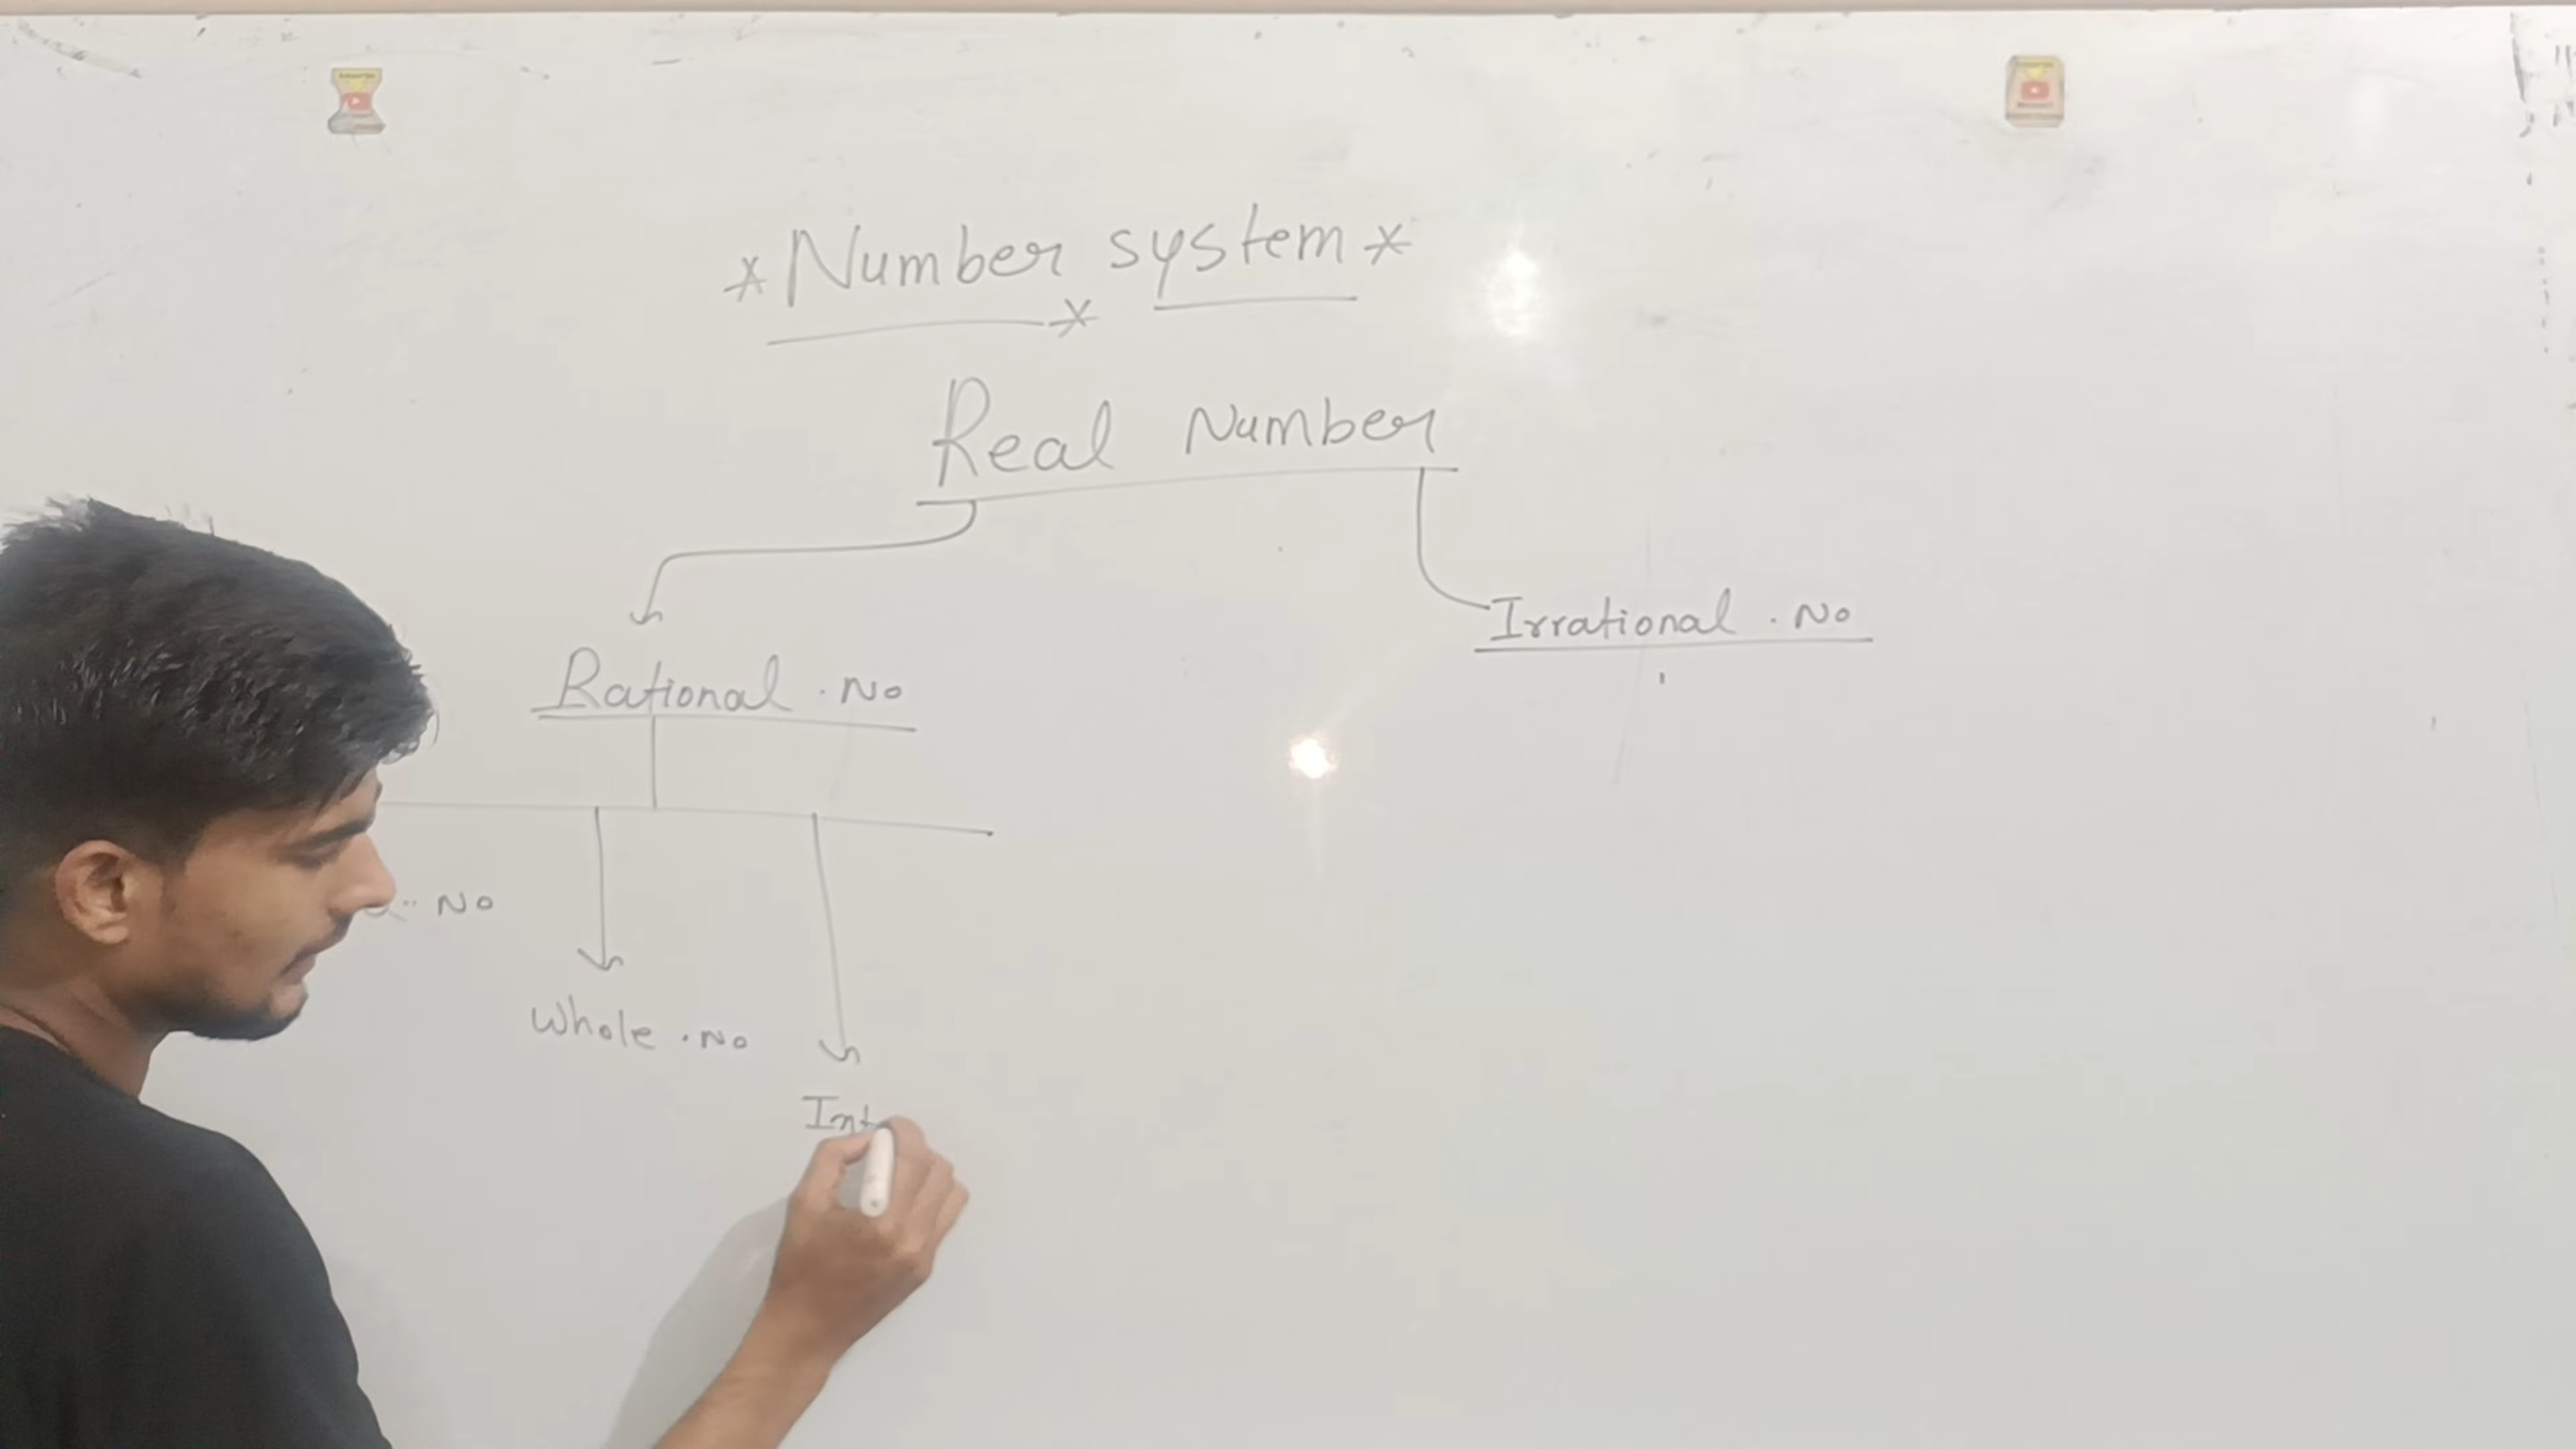 *Number system*
Real Number
Irrational . No
Rational . No
No
Whole . No
Int